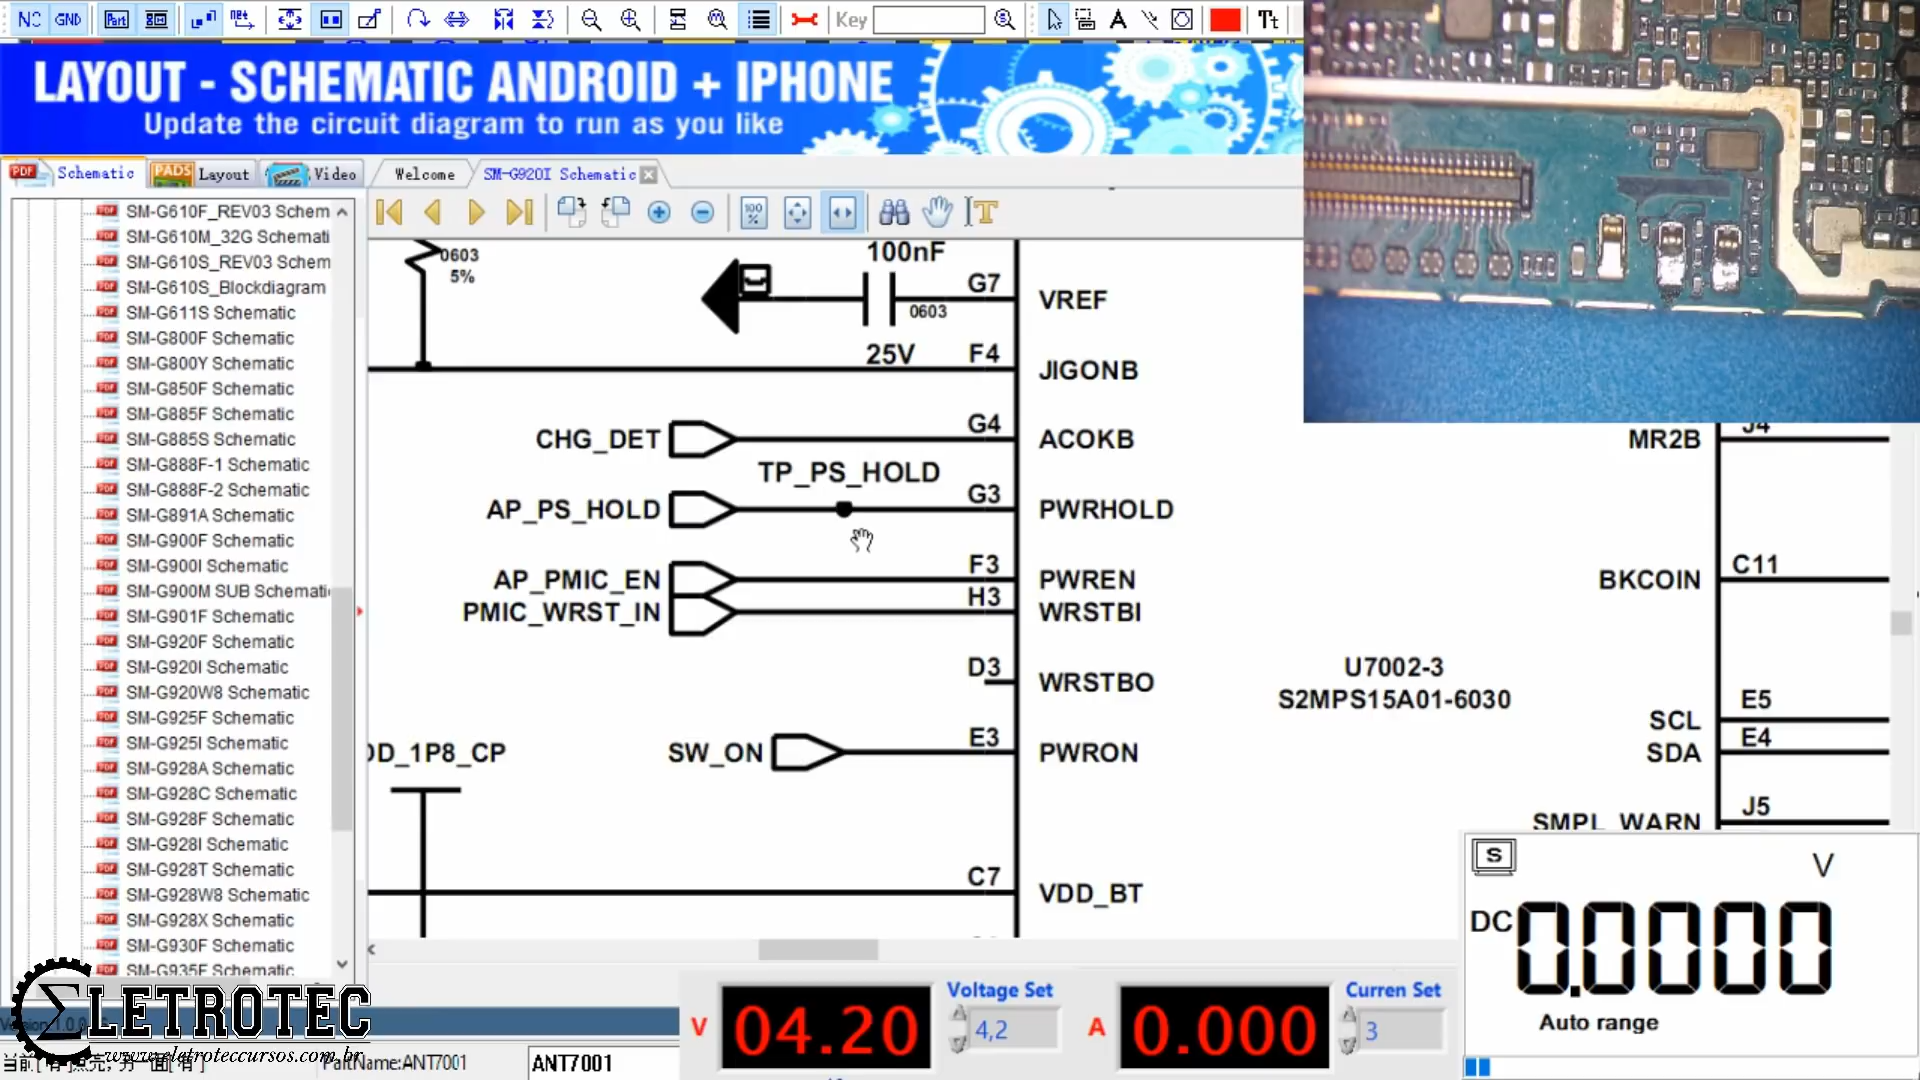 NC GND Part net Key Tt
LAYOUT - SCHEMATIC ANDROID + IPHONE
Update the circuit diagram to run as you like
PDF Schematic PADS Layout Video Welcome SM-G920I Schematic
100 %
SM-G610F_REV03 Schem
SM-G610M_32G Schemati
SM-G610S_REV03 Schem
SM-G610S_Blockdiagram
SM-G611S Schematic
SM-G800F Schematic
SM-G800Y Schematic
SM-G850F Schematic
SM-G885F Schematic
SM-G885S Schematic
SM-G888F-1 Schematic
SM-G888F-2 Schematic
SM-G891A Schematic
SM-G900F Schematic
SM-G900I Schematic
SM-G900M SUB Schemati
SM-G901F Schematic
SM-G920F Schematic
SM-G920I Schematic
SM-G920W8 Schematic
SM-G925F Schematic
SM-G925I Schematic
SM-G928A Schematic
SM-G928C Schematic
SM-G928F Schematic
SM-G928I Schematic
SM-G928T Schematic
SM-G928W8 Schematic
SM-G928X Schematic
SM-G930F Schematic
SM-G935F Schematic
0603
5%
100nF
0603
25V
G7 VREF
F4 JIGONB
CHG_DET G4 ACOKB
TP_PS_HOLD
AP_PS_HOLD G3 PWRHOLD
AP_PMIC_EN F3 PWREN
PMIC_WRST_IN H3 WRSTBI
D3 WRSTBO
DD_1P8_CP
SW_ON E3 PWRON
C7 VDD_BT
U7002-3
S2MPS15A01-6030
MR2B J4
BKCOIN C11
SCL E5
SDA E4
SMPL_WARN J5
S V
DC 0.0000
Auto range
V 04.20
Voltage Set
4,2
A 0.000
Curren Set
3
ELETROTEC
www.eletroteccursos.com.br
PartName:ANT7001
ANT7001